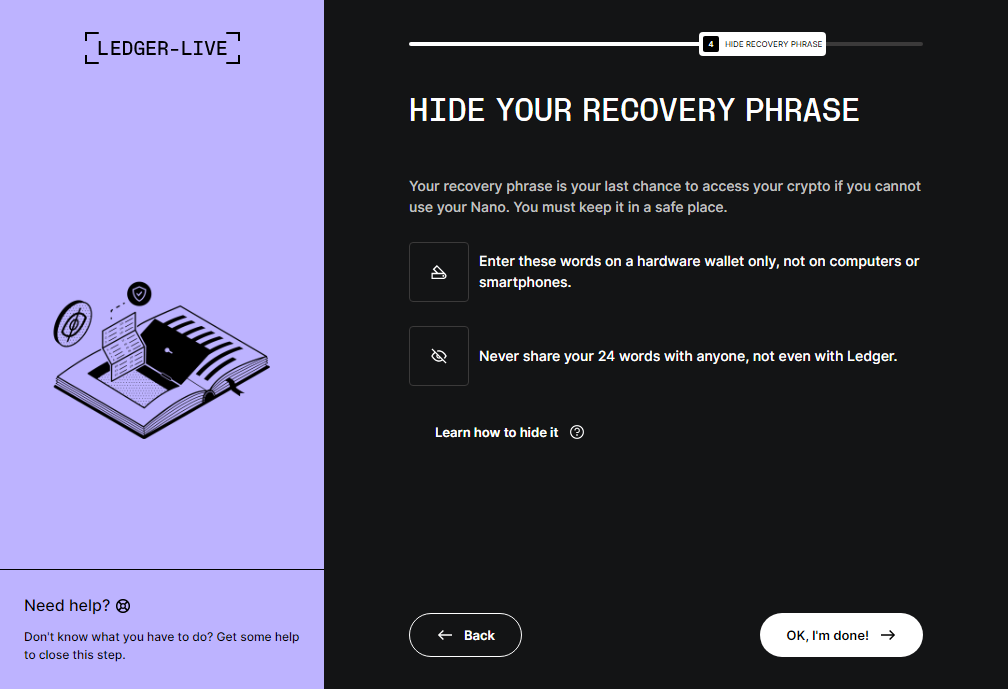 LEDGER-LIVE
4 HIDE RECOVERY PHRASE
HIDE YOUR RECOVERY PHRASE
Your recovery phrase is your last chance to access your crypto if you cannot
use your Nano. You must keep it in a safe place.
Enter these words on a hardware wallet only, not on computers or
smartphones.
Never share your 24 words with anyone, not even with Ledger.
Learn how to hide it
Need help?
Don't know what you have to do? Get some help
to close this step.
Back
OK, I'm done!